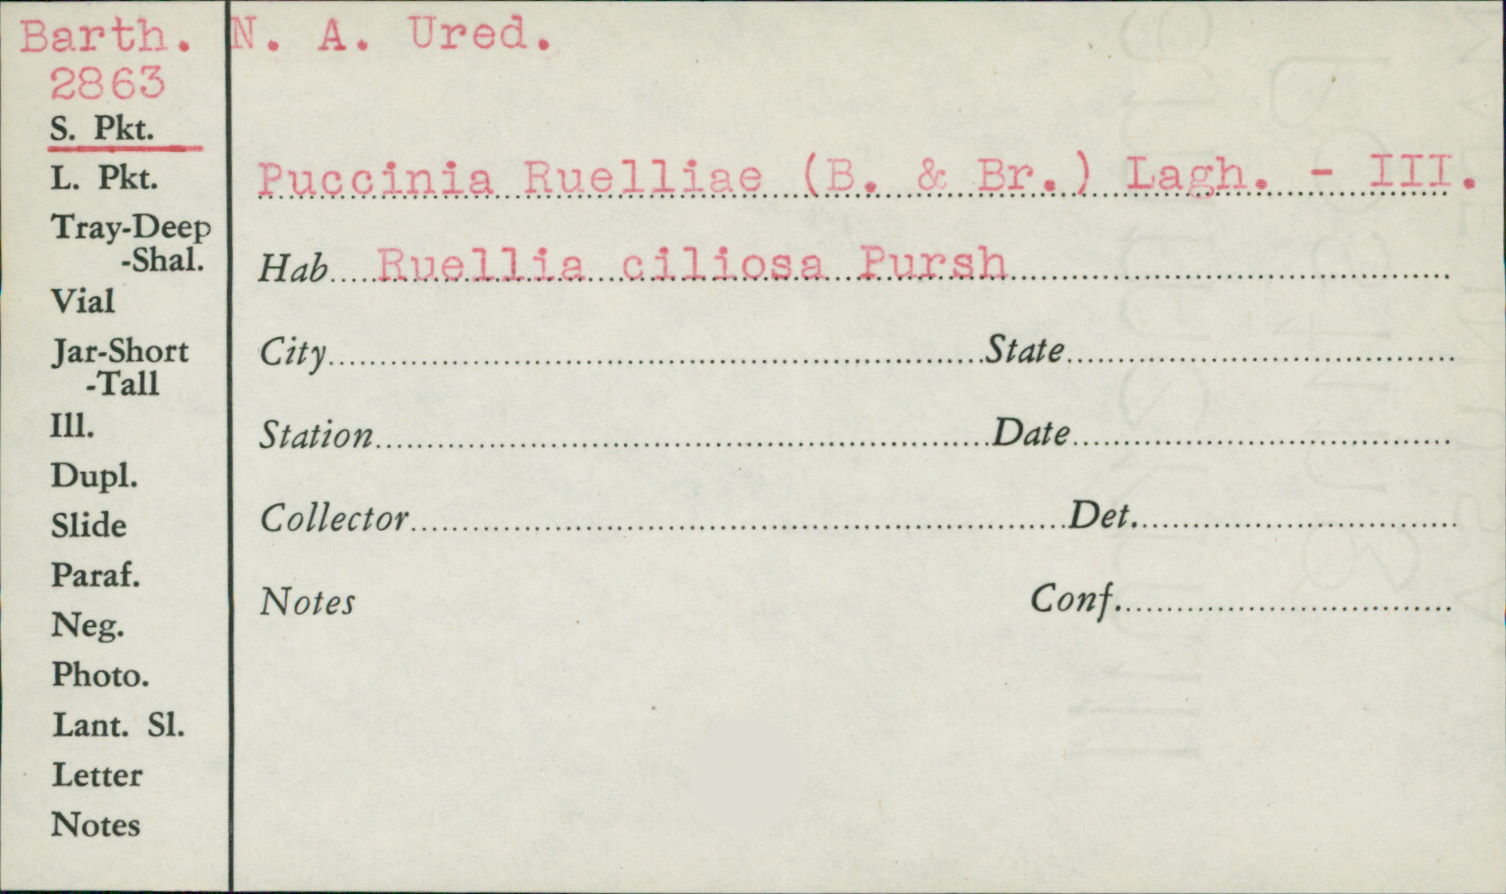 Barth. N. A. Ured.
2863
S. Pkt.
L. Pkt.
Tray-Deep
-Shal.
Vial
Jar-Short
-Tall
Ill.
Dupl.
Slide
Paraf.
Neg.
Photo.
Lant. Sl.
Letter
Notes
Puccinia Ruelliae (B. & Br.) Lagh. - III.
Hab. Ruellia ciliosa Pursh
City State
Station Date
Collector Det.
Notes Conf.